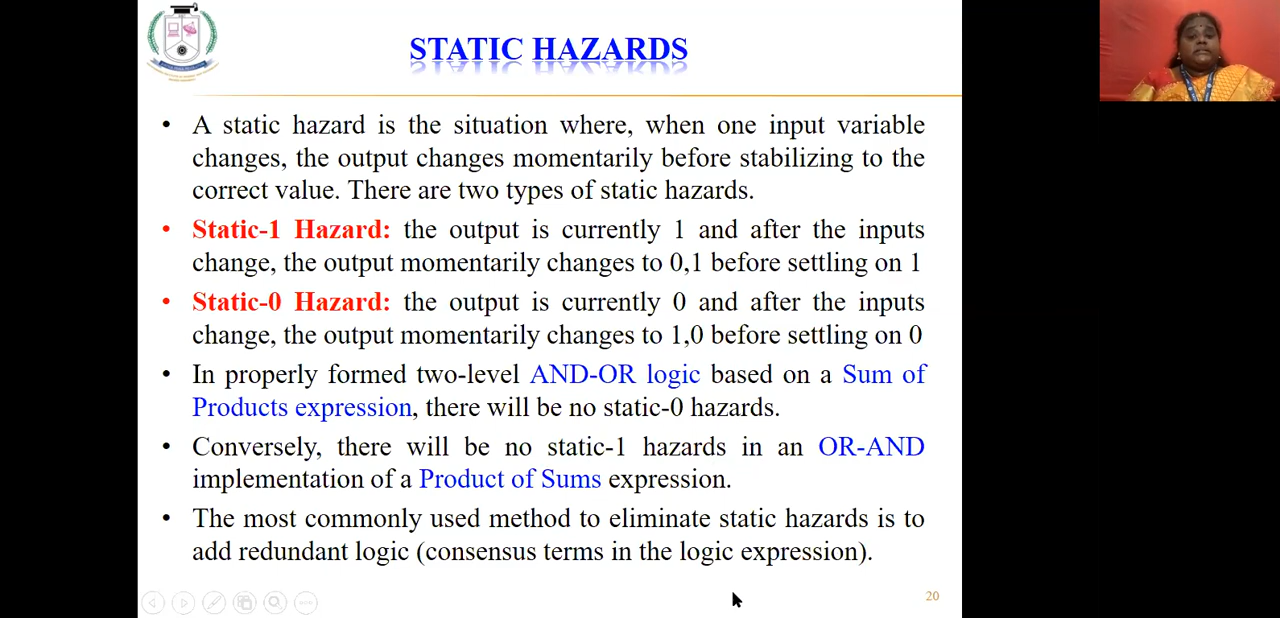 STATIC HAZARDS
• A static hazard is the situation where, when one input variable
changes, the output changes momentarily before stabilizing to the
correct value. There are two types of static hazards.
• Static-1 Hazard: the output is currently 1 and after the inputs
change, the output momentarily changes to 0,1 before settling on 1
• Static-0 Hazard: the output is currently 0 and after the inputs
change, the output momentarily changes to 1,0 before settling on 0
• In properly formed two-level AND-OR logic based on a Sum of
Products expression, there will be no static-0 hazards.
• Conversely, there will be no static-1 hazards in an OR-AND
implementation of a Product of Sums expression.
• The most commonly used method to eliminate static hazards is to
add redundant logic (consensus terms in the logic expression).
20